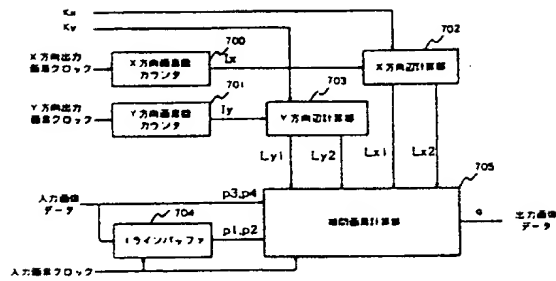 Kx
Ky
700
702
X方向出力
画素クロック
X方向画素数
カウンタ
Ix
X方向辺計算部
701
703
Y方向出力
画素クロック
Y方向画素数
カウンタ
Iy
Y方向辺計算部
Ly1
Ly2
Lx1
Lx2
705
入力画像
データ
p3,p4
704
1ラインバッファ
p1,p2
補間画素計算部
出力画像
データ
入力画素クロック